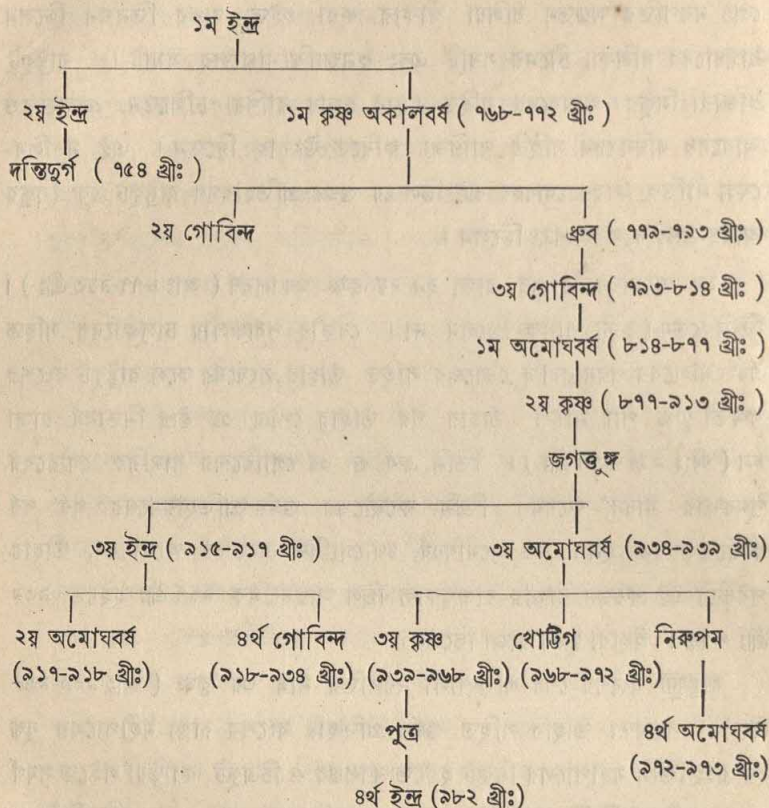 ১ম ইন্দ্র
২য় ইন্দ্র ১ম কৃষ্ণ অকালবর্ষ ( ৭৬৮-৭৭২ খ্রীঃ )
দন্তিদুর্গ ( ৭৫৪ খ্রীঃ )
২য় গোবিন্দ ধ্রুব ( ৭৭৯-৭৯৩ খ্রীঃ )
৩য় গোবিন্দ ( ৭৯৩-৮১৪ খ্রীঃ )
১ম অমোঘবর্ষ ( ৮১৪-৮৭৭ খ্রীঃ )
২য় কৃষ্ণ ( ৮৭৭-৯১৩ খ্রীঃ )
জগত্তুঙ্গ
৩য় ইন্দ্র ( ৯১৫-৯১৭ খ্রীঃ ) ৩য় অমোঘবর্ষ (৯৩৪-৯৩৯ খ্রীঃ)
২য় অমোঘবর্ষ ৪র্থ গোবিন্দ ৩য় কৃষ্ণ খোট্টিগ নিরুপম
(৯১৭-৯১৮ খ্রীঃ) (৯১৮-৯৩৪ খ্রীঃ) (৯৩৯-৯৬৮ খ্রীঃ) (৯৬৮-৯৭২ খ্রীঃ)
পুত্র ৪র্থ অমোঘবর্ষ
(৯৭২-৯৭৩ খ্রীঃ)
৪র্থ ইন্দ্র (৯৮২ খ্রীঃ)